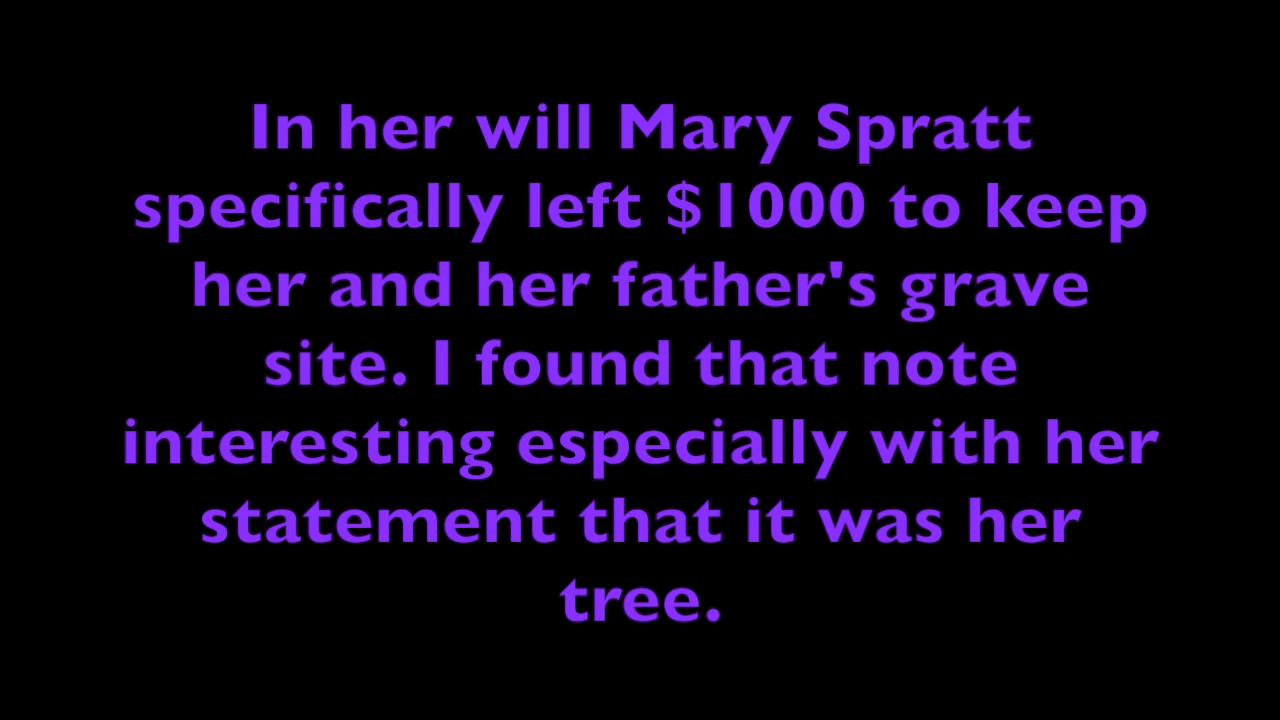 In her will Mary Spratt
specifically left $1000 to keep
her and her father's grave
site. I found that note
interesting especially with her
statement that it was her
tree.